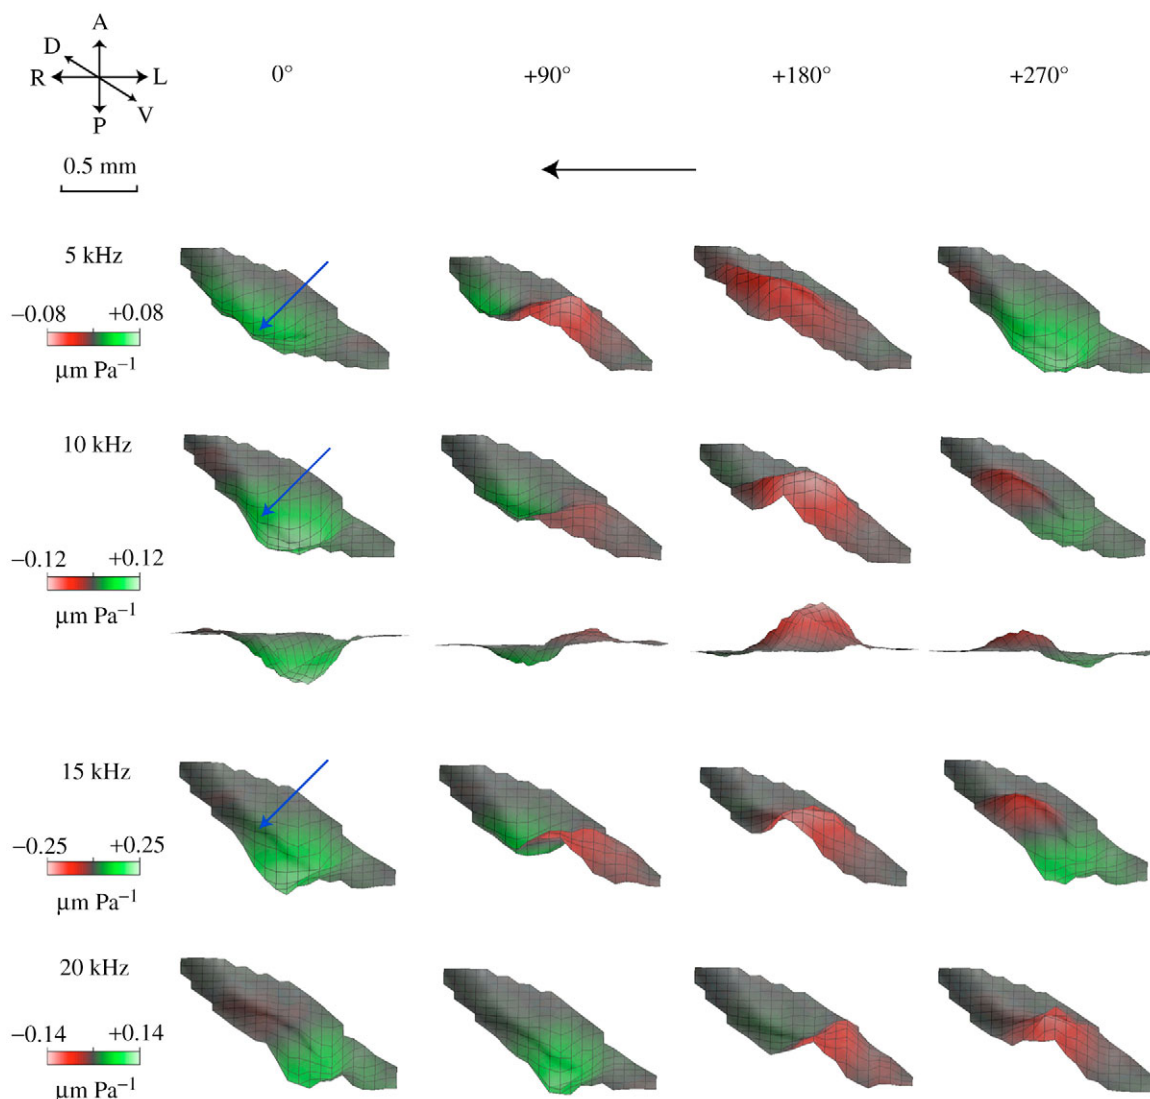 A
D
R L
V
P
0° +90° +180° +270°
0.5 mm
5 kHz
−0.08 +0.08
μm Pa⁻¹
10 kHz
−0.12 +0.12
μm Pa⁻¹
15 kHz
−0.25 +0.25
μm Pa⁻¹
20 kHz
−0.14 +0.14
μm Pa⁻¹